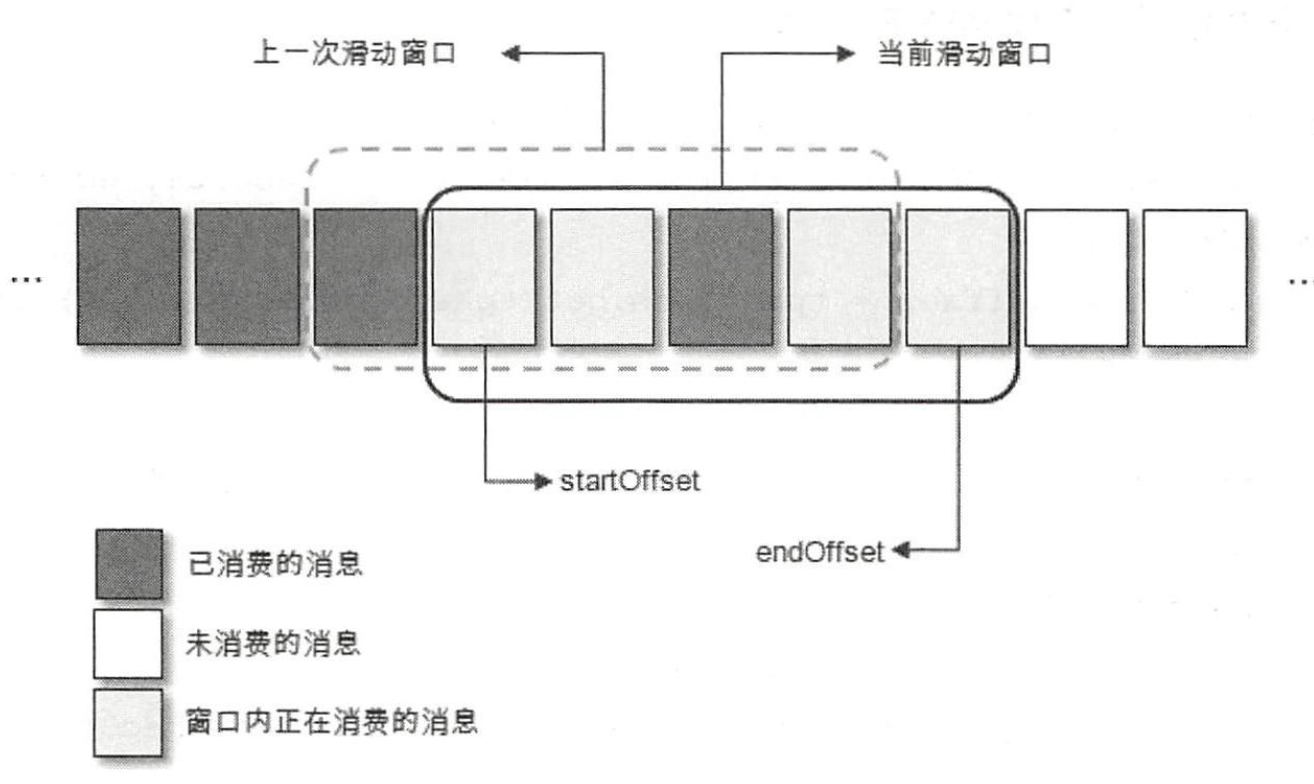 上一次滑动窗口
当前滑动窗口
...
...
startOffset
endOffset
已消费的消息
未消费的消息
窗口内正在消费的消息